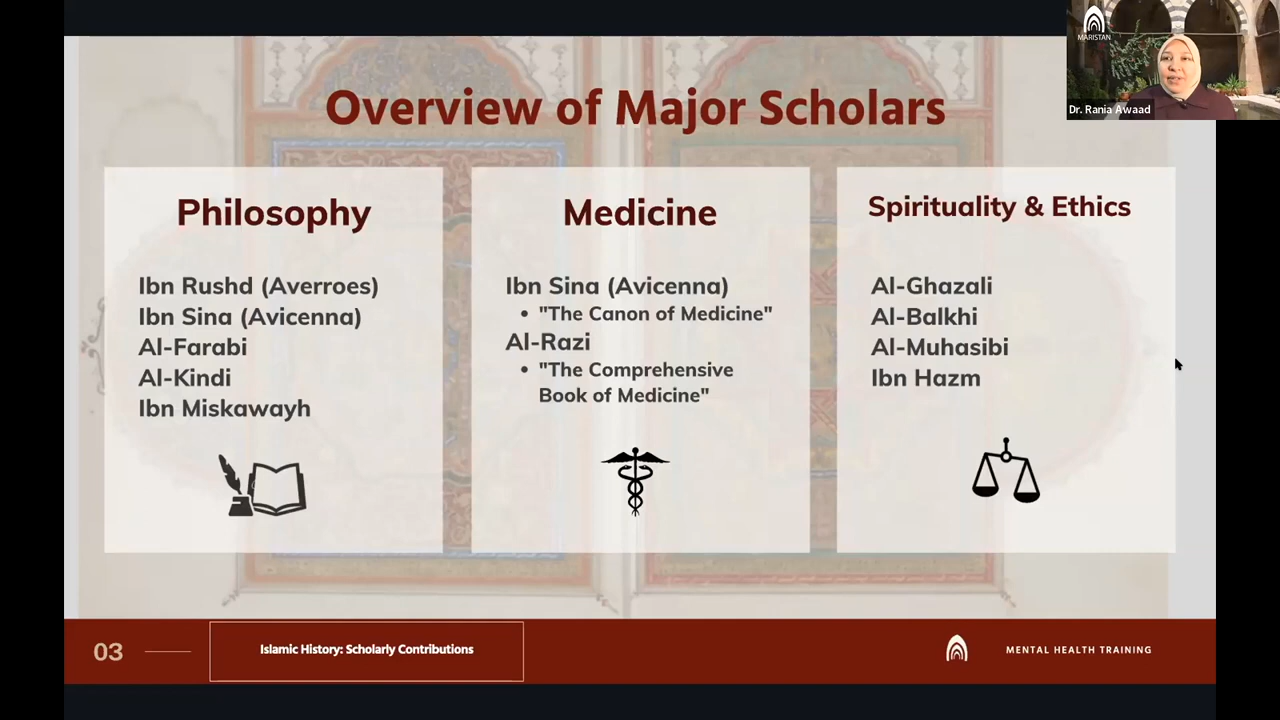 MARISTAN
Dr. Rania Awaad
Overview of Major Scholars
Philosophy
Ibn Rushd (Averroes)
Ibn Sina (Avicenna)
Al-Farabi
Al-Kindi
Ibn Miskawayh
Medicine
Ibn Sina (Avicenna)
• "The Canon of Medicine"
Al-Razi
• "The Comprehensive
Book of Medicine"
Spirituality & Ethics
Al-Ghazali
Al-Balkhi
Al-Muhasibi
Ibn Hazm
03
Islamic History: Scholarly Contributions
MENTAL HEALTH TRAINING